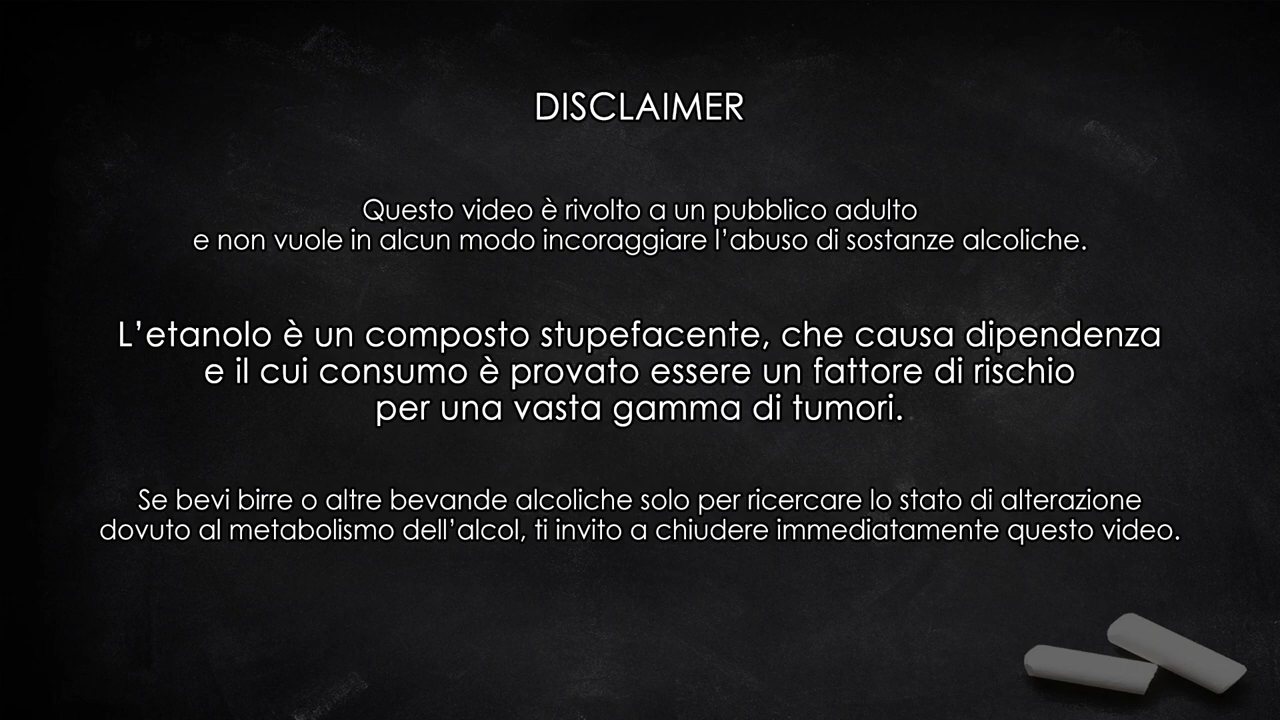 DISCLAIMER
Questo video è rivolto a un pubblico adulto
e non vuole in alcun modo incoraggiare l’abuso di sostanze alcoliche.
L’etanolo è un composto stupefacente, che causa dipendenza
e il cui consumo è provato essere un fattore di rischio
per una vasta gamma di tumori.
Se bevi birre o altre bevande alcoliche solo per ricercare lo stato di alterazione
dovuto al metabolismo dell’alcol, ti invito a chiudere immediatamente questo video.